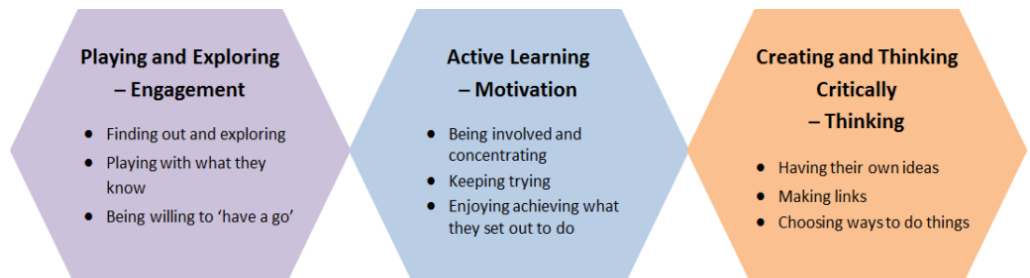 Playing and Exploring
– Engagement
● Finding out and exploring
● Playing with what they
know
● Being willing to ‘have a go’
Active Learning
– Motivation
● Being involved and
concentrating
● Keeping trying
● Enjoying achieving what
they set out to do
Creating and Thinking
Critically
– Thinking
● Having their own ideas
● Making links
● Choosing ways to do things